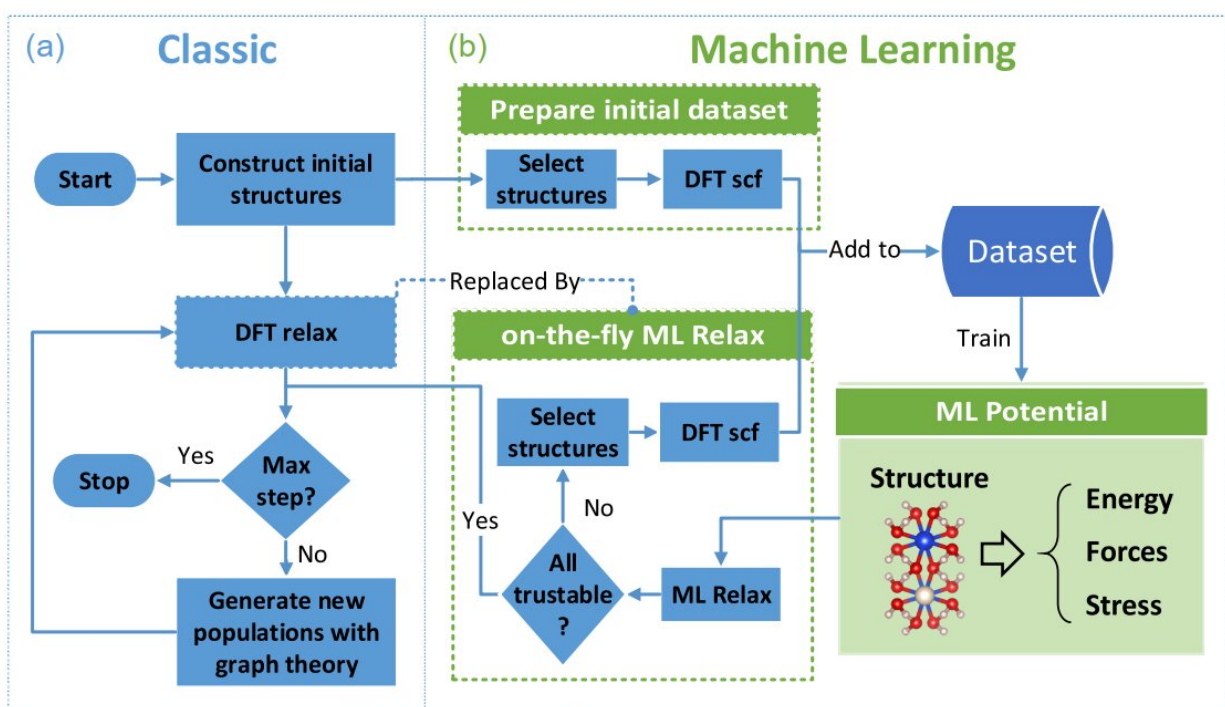 (a)
Classic
Start
Construct initial
structures
DFT relax
Max
step?
Yes
Stop
No
Generate new
populations with
graph theory
(b)
Machine Learning
Prepare initial dataset
Select
structures
DFT scf
Add to
Dataset
Replaced By
on-the-fly ML Relax
Train
Select
structures
DFT scf
No
Yes
All
trustable
?
ML Relax
ML Potential
Structure
Energy
Forces
Stress